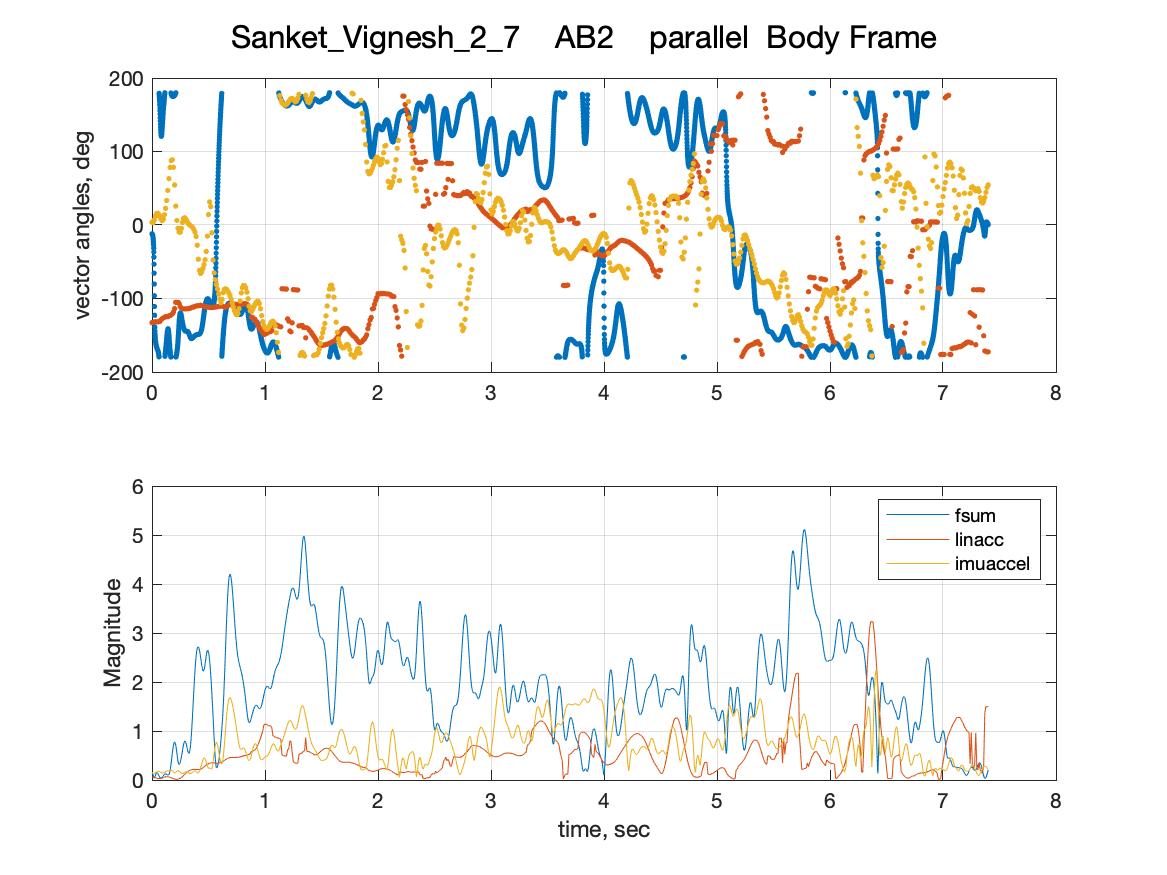 Sanket_Vignesh_2_7 AB2 parallel Body Frame
200
100
0
-100
-200
vector angles, deg
0 1 2 3 4 5 6 7 8
6
5
4
3
2
1
0
Magnitude
fsum
linacc
imuaccel
0 1 2 3 4 5 6 7 8
time, sec